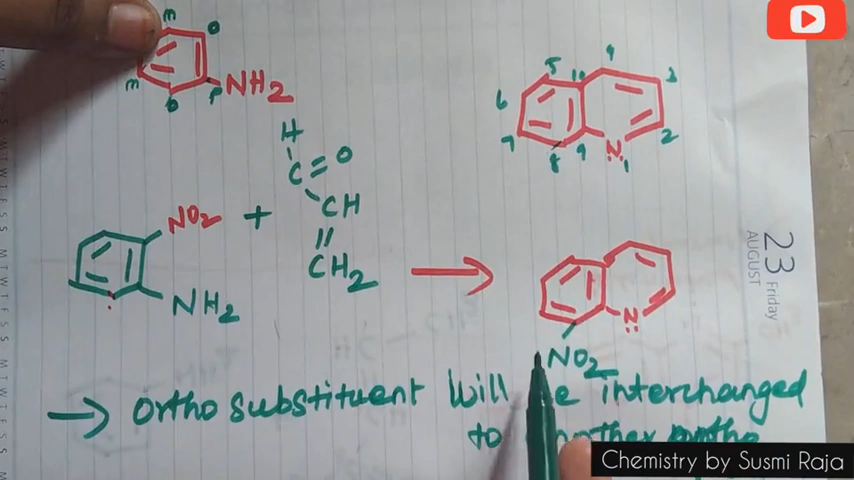 m
o
m
o
P
NH2
H
C=O
CH
CH2
NO2
+
NH2
4
5
10
3
6
7
8
9
N
1
2
N
NO2
23
Friday
AUGUST
→ Ortho substituent will be interchanged
to another ortho
Chemistry by Susmi Raja